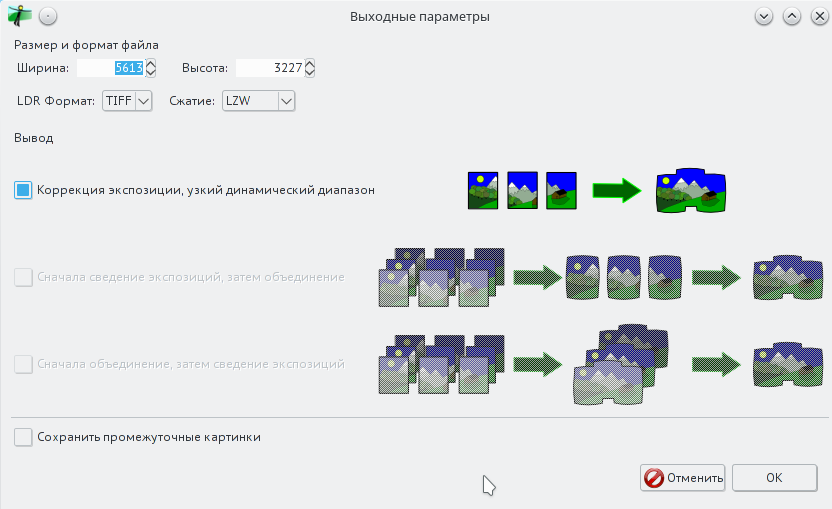 Выходные параметры
Размер и формат файла
Ширина: 5613 Высота: 3227
LDR Формат: TIFF Сжатие: LZW
Вывод
Коррекция экспозиции, узкий динамический диапазон
Сначала сведение экспозиций, затем объединение
Сначала объединение, затем сведение экспозиций
Сохранить промежуточные картинки
Отменить OK